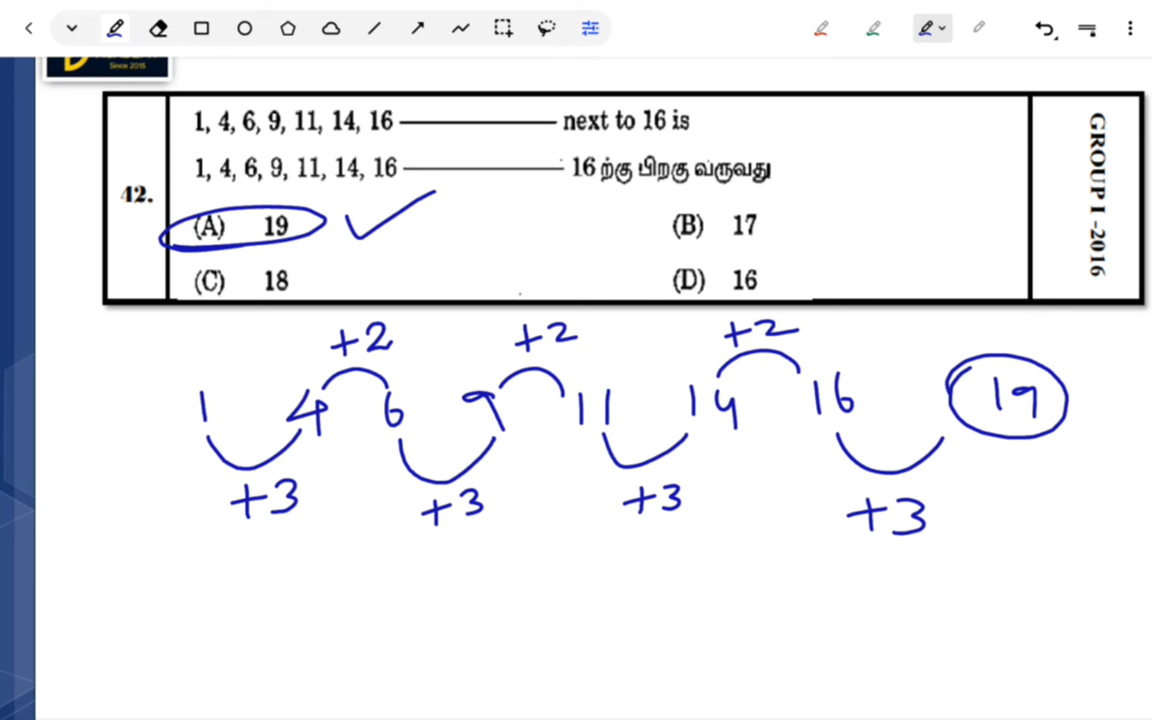 Since 2015
42.
1, 4, 6, 9, 11, 14, 16 ———— next to 16 is
1, 4, 6, 9, 11, 14, 16 ———— 16 ற்கு பிறகு வருவது
(A) 19 (B) 17
(C) 18 (D) 16
GROUP I -2016
+2 +2 +2
1 4 6 9 11 14 16 19
+3 +3 +3 +3